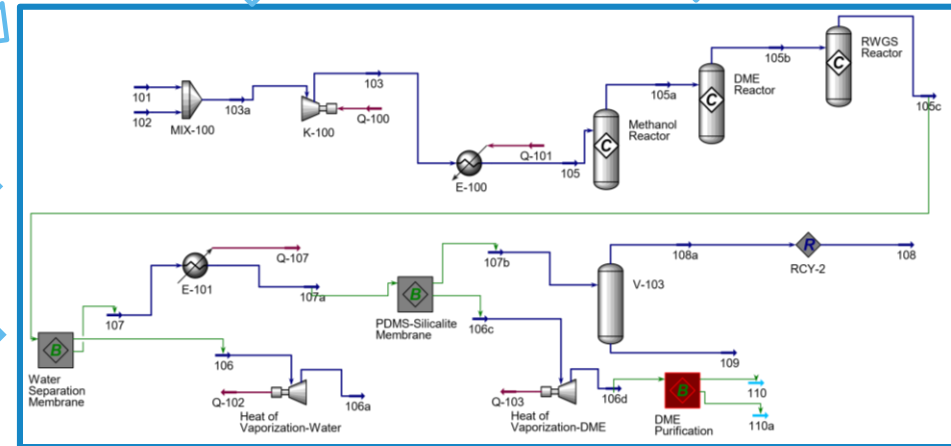 101
102
MIX-100
103a
103
K-100
Q-100
E-100
Q-101
105
C
Methanol
Reactor
105a
C
DME
Reactor
105b
C
RWGS
Reactor
105c
B
Water
Separation
Membrane
107
E-101
Q-107
107a
106
Q-102
Heat of
Vaporization-Water
106a
B
PDMS-Silicalite
Membrane
107b
106c
V-103
108a
R
RCY-2
108
109
Q-103
Heat of
Vaporization-DME
106d
B
DME
Purification
110
110a